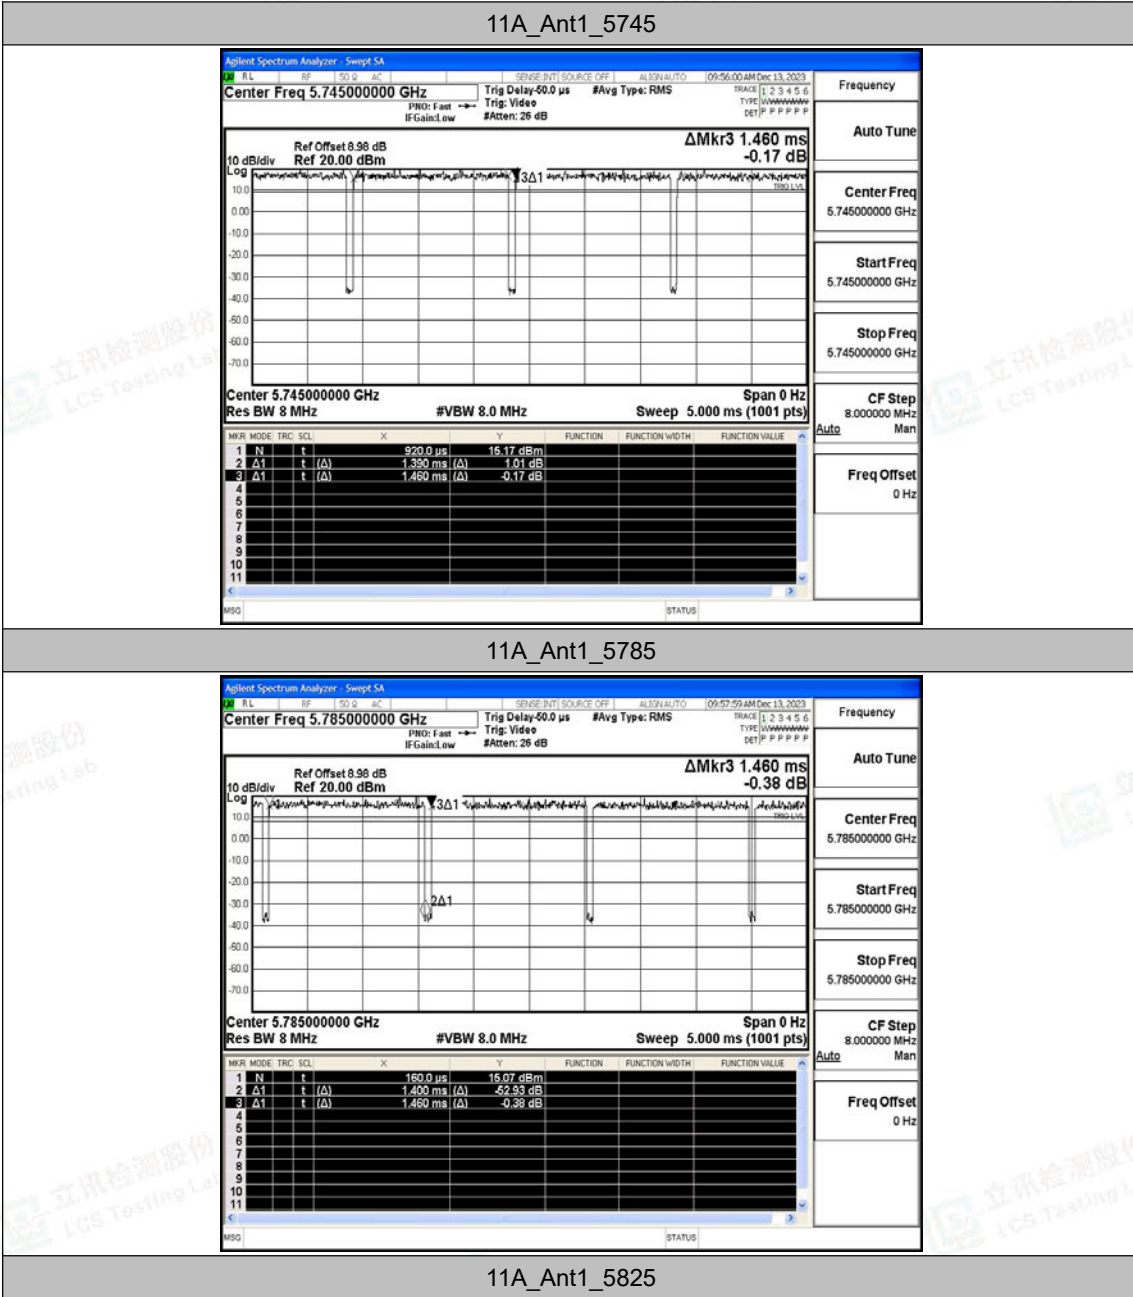 11A_Ant1_5745
Agilent Spectrum Analyzer - Swept SA
RL RF 50 Ω AC SENSE:INT SOURCE OFF ALIGN AUTO 09:56:00 AM Dec 13, 2023
Center Freq 5.745000000 GHz
Trig Delay-50.0 µs #Avg Type: RMS
TRACE 1 2 3 4 5 6
PNO: Fast
Trig: Video
TYPE
IFGain:Low
#Atten: 26 dB
DET P P P P P P
ΔMkr3 1.460 ms
-0.17 dB
Ref Offset 8.98 dB
10 dB/div Ref 20.00 dBm
Log
3Δ1
TRIG LVL
10.0
0.00
-10.0
-20.0
-30.0
-40.0
-50.0
-60.0
-70.0
Center 5.745000000 GHz Span 0 Hz
Res BW 8 MHz #VBW 8.0 MHz Sweep 5.000 ms (1001 pts)
MKR MODE TRC SCL X Y FUNCTION FUNCTION WIDTH FUNCTION VALUE
1 N t 920.0 µs 15.17 dBm
2 Δ1 t (Δ) 1.390 ms (Δ) 1.01 dB
3 Δ1 t (Δ) 1.460 ms (Δ) -0.17 dB
4
5
6
7
8
9
10
11
MSG STATUS
Frequency
Auto Tune
Center Freq
5.745000000 GHz
Start Freq
5.745000000 GHz
Stop Freq
5.745000000 GHz
CF Step
8.000000 MHz
Auto Man
Freq Offset
0 Hz
11A_Ant1_5785
Agilent Spectrum Analyzer - Swept SA
RL RF 50 Ω AC SENSE:INT SOURCE OFF ALIGN AUTO 09:57:59 AM Dec 13, 2023
Center Freq 5.785000000 GHz
Trig Delay-50.0 µs #Avg Type: RMS
TRACE 1 2 3 4 5 6
PNO: Fast
Trig: Video
TYPE
IFGain:Low
#Atten: 26 dB
DET P P P P P P
ΔMkr3 1.460 ms
-0.38 dB
Ref Offset 8.98 dB
10 dB/div Ref 20.00 dBm
Log
3Δ1
TRIG LVL
10.0
0.00
-10.0
-20.0
-30.0
2Δ1
-40.0
-50.0
-60.0
-70.0
Center 5.785000000 GHz Span 0 Hz
Res BW 8 MHz #VBW 8.0 MHz Sweep 5.000 ms (1001 pts)
MKR MODE TRC SCL X Y FUNCTION FUNCTION WIDTH FUNCTION VALUE
1 N t 160.0 µs 15.07 dBm
2 Δ1 t (Δ) 1.400 ms (Δ) -52.93 dB
3 Δ1 t (Δ) 1.460 ms (Δ) -0.38 dB
4
5
6
7
8
9
10
11
MSG STATUS
Frequency
Auto Tune
Center Freq
5.785000000 GHz
Start Freq
5.785000000 GHz
Stop Freq
5.785000000 GHz
CF Step
8.000000 MHz
Auto Man
Freq Offset
0 Hz
11A_Ant1_5825
立讯检测股份
LCS Testing Lab